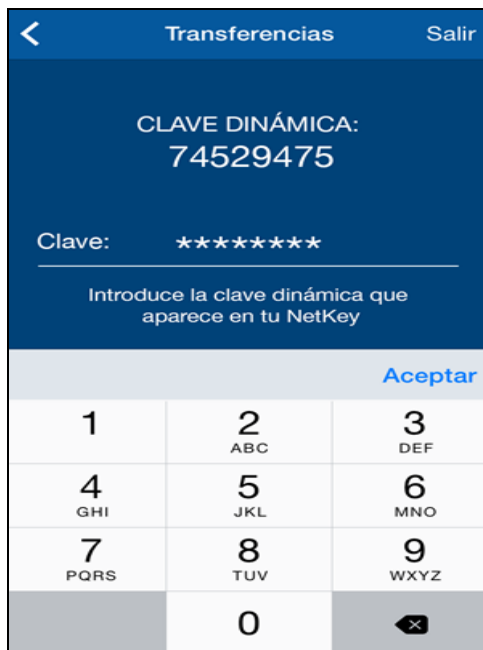 Transferencias Salir
CLAVE DINÁMICA:
74529475
Clave: ********
Introduce la clave dinámica que
aparece en tu NetKey
Aceptar
1 2 3
ABC DEF
4 5 6
GHI JKL MNO
7 8 9
PQRS TUV WXYZ
0